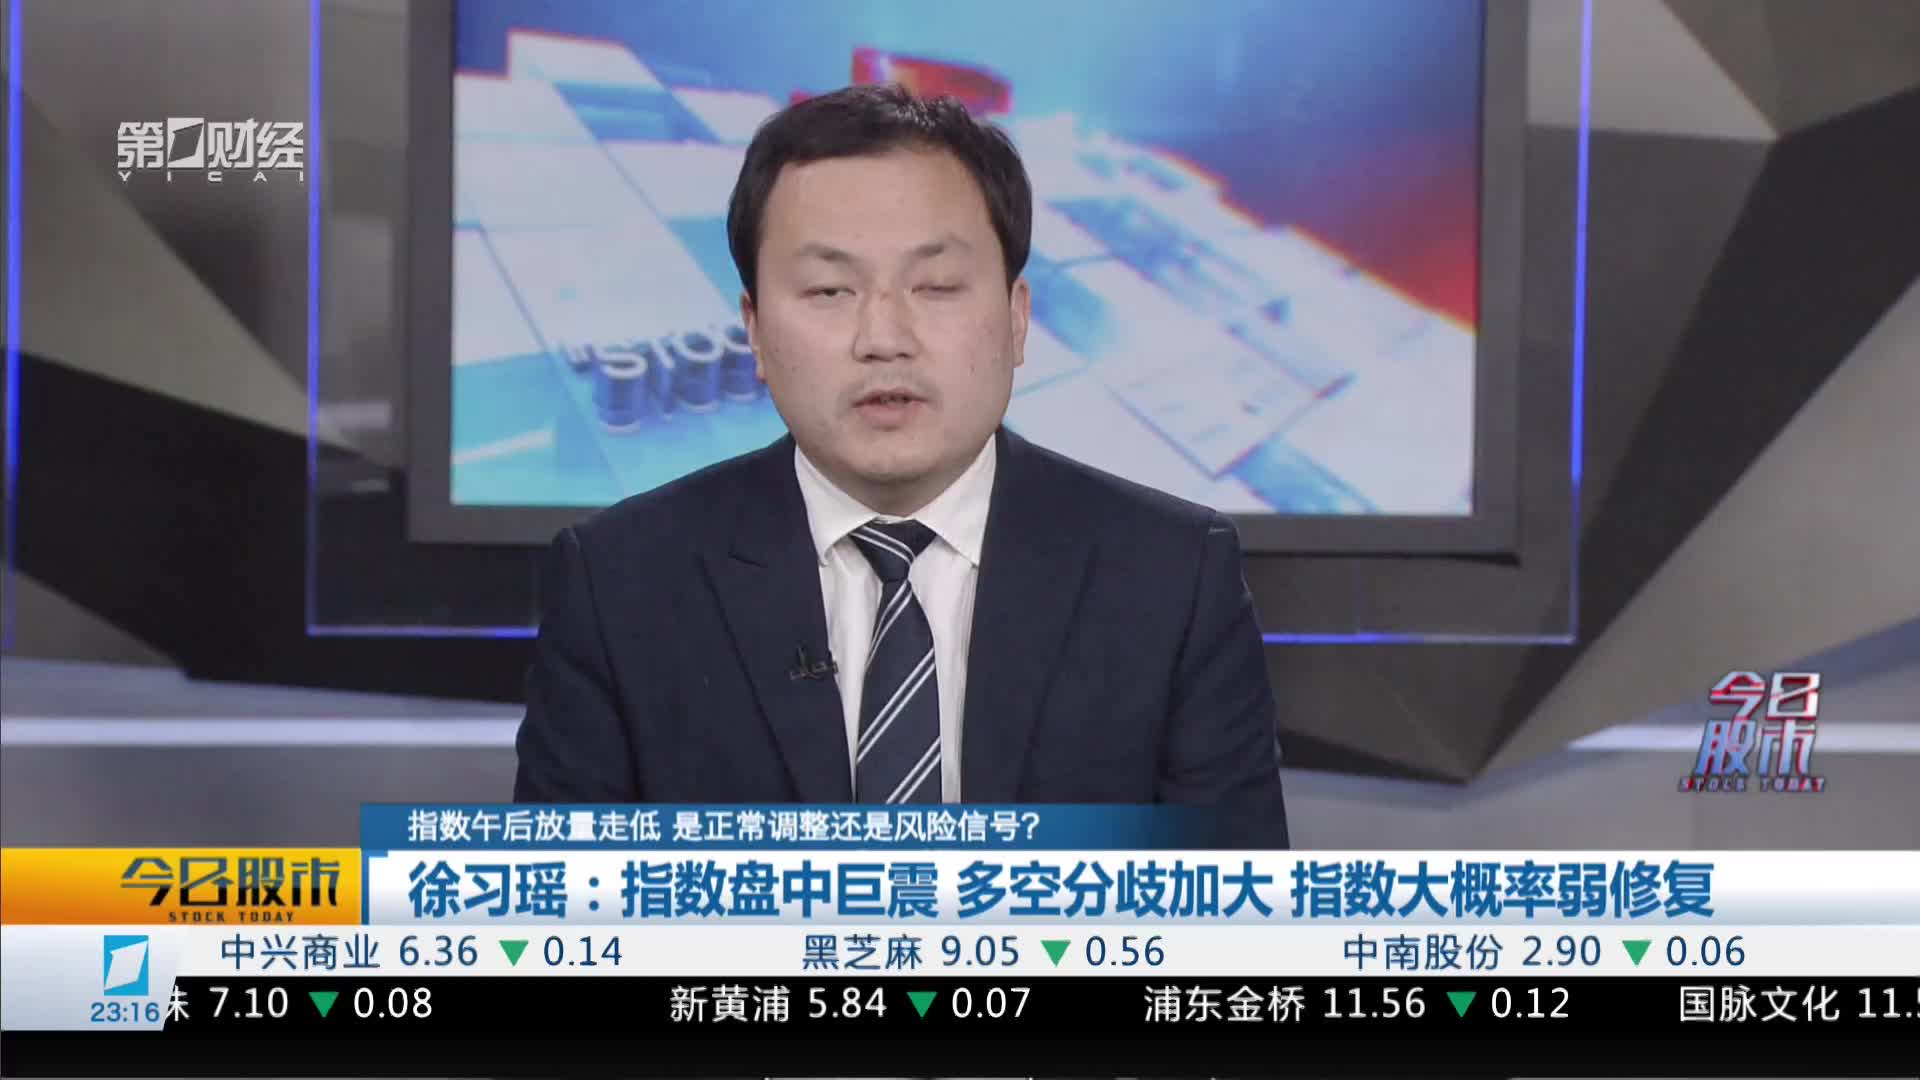 第一财经
YICAI
"STOC
今日
股市
STOCK TODAY
指数午后放量走低 是正常调整还是风险信号?
今日股市
STOCK TODAY
徐习瑶：指数盘中巨震 多空分歧加大 指数大概率弱修复
中兴商业 6.36 ▼ 0.14 黑芝麻 9.05 ▼ 0.56 中南股份 2.90 ▼ 0.06
23:16
7.10 ▼ 0.08 新黄浦 5.84 ▼ 0.07 浦东金桥 11.56 ▼ 0.12 国脉文化 11.5